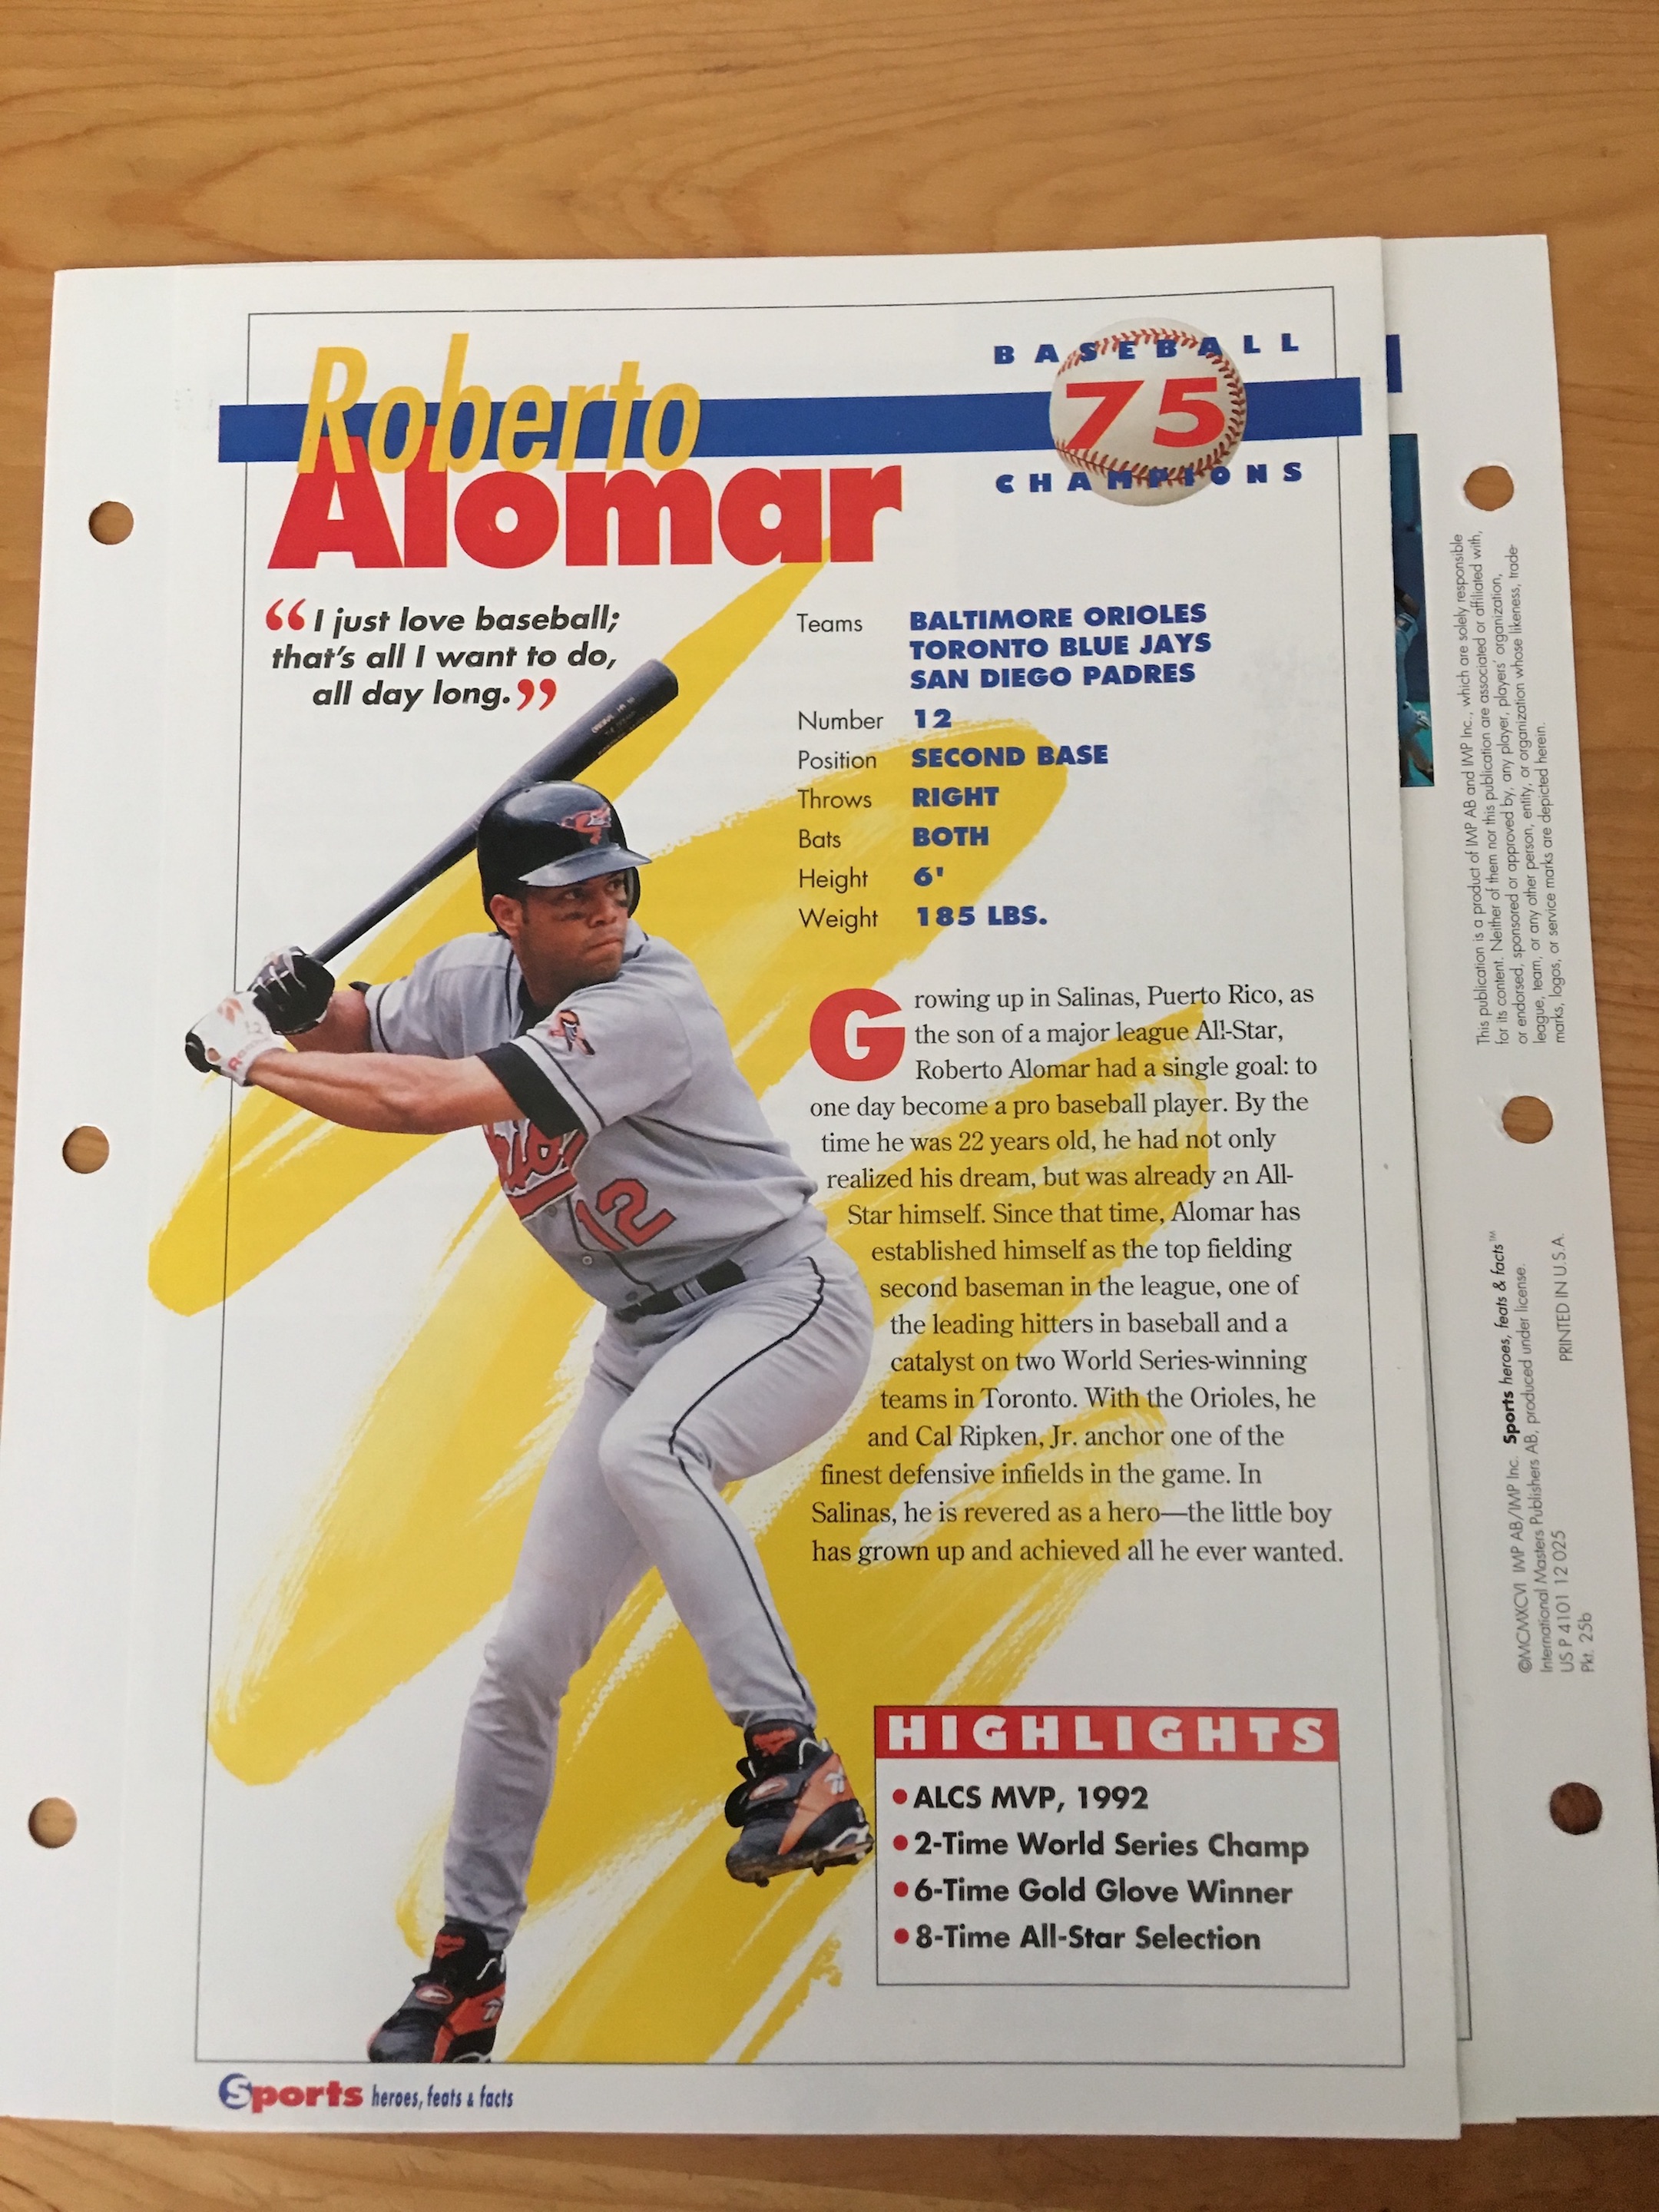 Roberto
Alomar
BASEBALL
75
CHAMPIONS
“I just love baseball;
that’s all I want to do,
all day long.”
Teams BALTIMORE ORIOLES
TORONTO BLUE JAYS
SAN DIEGO PADRES
Number 12
Position SECOND BASE
Throws RIGHT
Bats BOTH
Height 6'
Weight 185 LBS.
Growing up in Salinas, Puerto Rico, as
the son of a major league All-Star,
Roberto Alomar had a single goal: to
one day become a pro baseball player. By the
time he was 22 years old, he had not only
realized his dream, but was already an All-
Star himself. Since that time, Alomar has
established himself as the top fielding
second baseman in the league, one of
the leading hitters in baseball and a
catalyst on two World Series-winning
teams in Toronto. With the Orioles, he
and Cal Ripken, Jr. anchor one of the
finest defensive infields in the game. In
Salinas, he is revered as a hero—the little boy
has grown up and achieved all he ever wanted.
12
HIGHLIGHTS
•ALCS MVP, 1992
•2-Time World Series Champ
•6-Time Gold Glove Winner
•8-Time All-Star Selection
Sports heroes, feats & facts
This publication is a product of IMP AB and IMP Inc., which are solely responsible
for its content. Neither of them nor this publication are associated or affiliated with,
or endorsed, sponsored or approved by, any player, players’ organization,
league, team, or any other person, entity, or organization whose likeness, trade-
marks, logos, or service marks are depicted herein.
©MCMXCVI IMP AB/IMP Inc. Sports heroes, feats & facts™
International Masters Publishers AB, produced under license.
US P 4101 12 025 PRINTED IN U.S.A.
Pkt. 25b